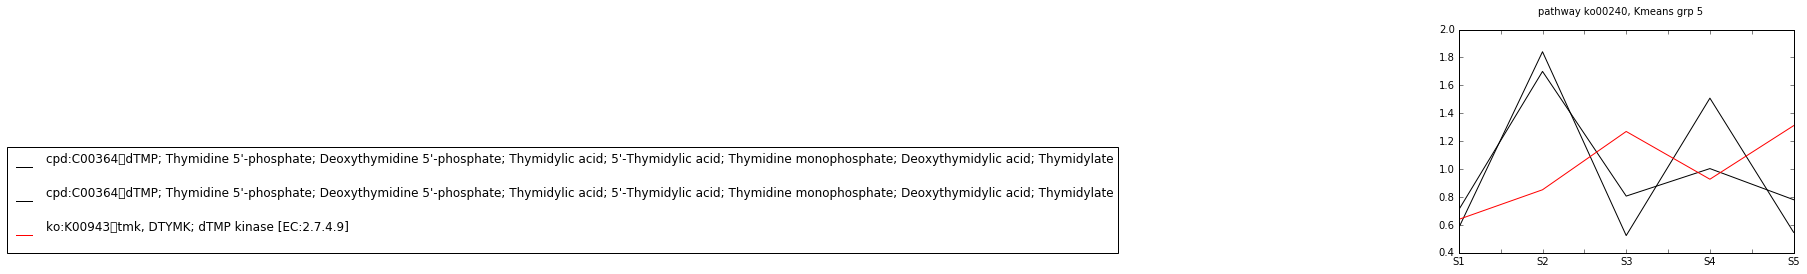 pathway ko00240, Kmeans grp 5
2.0
1.8
1.6
1.4
1.2
1.0
0.8
0.6
0.4
S1 S2 S3 S4 S5
cpd:C00364 dTMP; Thymidine 5'-phosphate; Deoxythymidine 5'-phosphate; Thymidylic acid; 5'-Thymidylic acid; Thymidine monophosphate; Deoxythymidylic acid; Thymidylate
cpd:C00364 dTMP; Thymidine 5'-phosphate; Deoxythymidine 5'-phosphate; Thymidylic acid; 5'-Thymidylic acid; Thymidine monophosphate; Deoxythymidylic acid; Thymidylate
ko:K00943 tmk, DTYMK; dTMP kinase [EC:2.7.4.9]